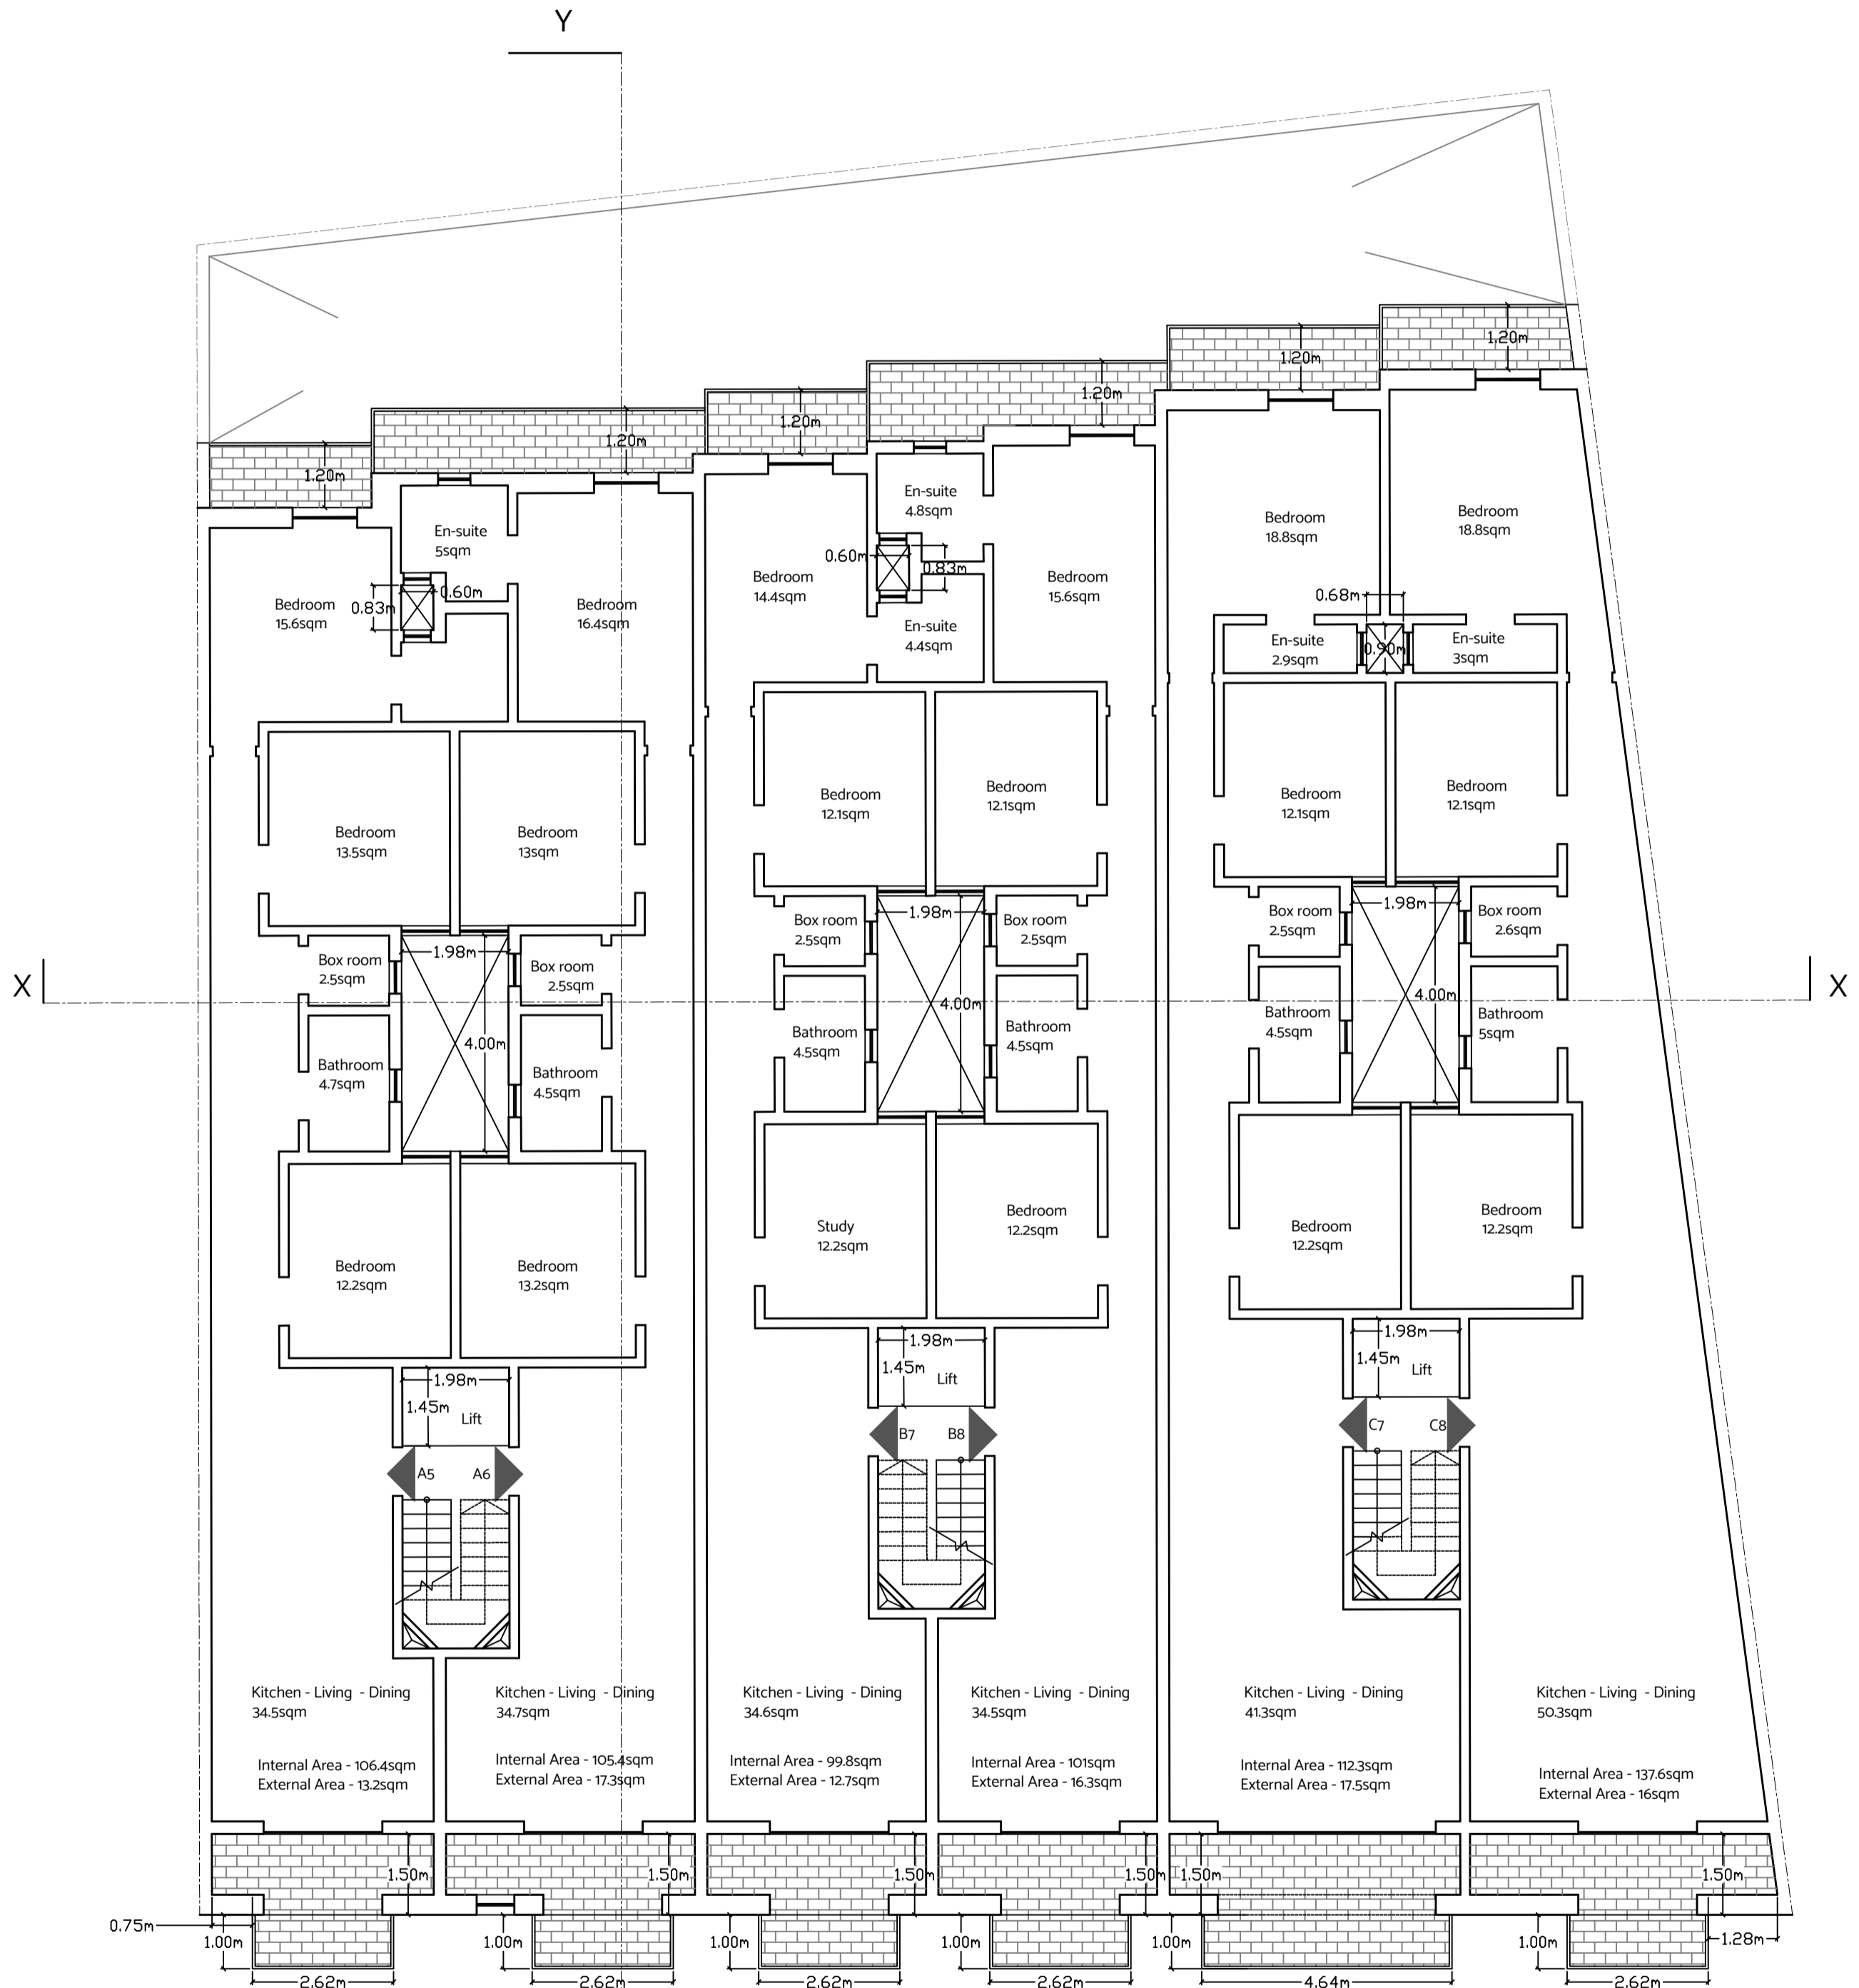 Y
1.20m
1.20m
1.20m
1.20m
1.20m
1.20m
En-suite
5sqm
0.60m
0.83m
Bedroom
15.6sqm
Bedroom
16.4sqm
En-suite
4.8sqm
0.60m
0.83m
Bedroom
14.4sqm
Bedroom
15.6sqm
En-suite
4.4sqm
Bedroom
18.8sqm
Bedroom
18.8sqm
0.68m
En-suite
2.9sqm
0.90m
En-suite
3sqm
Bedroom
13.5sqm
Bedroom
13sqm
Bedroom
12.1sqm
Bedroom
12.1sqm
Bedroom
12.1sqm
Bedroom
12.1sqm
Box room
2.5sqm
1.98m
Box room
2.5sqm
Box room
2.5sqm
1.98m
Box room
2.5sqm
Box room
2.5sqm
1.98m
Box room
2.6sqm
X
X
4.00m
4.00m
4.00m
Bathroom
4.7sqm
Bathroom
4.5sqm
Bathroom
4.5sqm
Bathroom
4.5sqm
Bathroom
4.5sqm
Bathroom
5sqm
Bedroom
12.2sqm
Bedroom
13.2sqm
Study
12.2sqm
Bedroom
12.2sqm
Bedroom
12.2sqm
Bedroom
12.2sqm
1.98m
1.45m
Lift
1.98m
1.45m
Lift
1.98m
1.45m
Lift
A5
A6
B7
B8
C7
C8
Kitchen - Living - Dining
34.5sqm
Kitchen - Living - Dining
34.7sqm
Kitchen - Living - Dining
34.6sqm
Kitchen - Living - Dining
34.5sqm
Kitchen - Living - Dining
41.3sqm
Kitchen - Living - Dining
50.3sqm
Internal Area - 106.4sqm
External Area - 13.2sqm
Internal Area - 105.4sqm
External Area - 17.3sqm
Internal Area - 99.8sqm
External Area - 12.7sqm
Internal Area - 101sqm
External Area - 16.3sqm
Internal Area - 112.3sqm
External Area - 17.5sqm
Internal Area - 137.6sqm
External Area - 16sqm
1.50m
1.50m
1.50m
1.50m
1.50m
1.50m
0.75m
1.00m
1.00m
1.00m
1.00m
1.00m
1.00m
1.28m
2.62m
2.62m
2.62m
2.62m
4.64m
2.62m